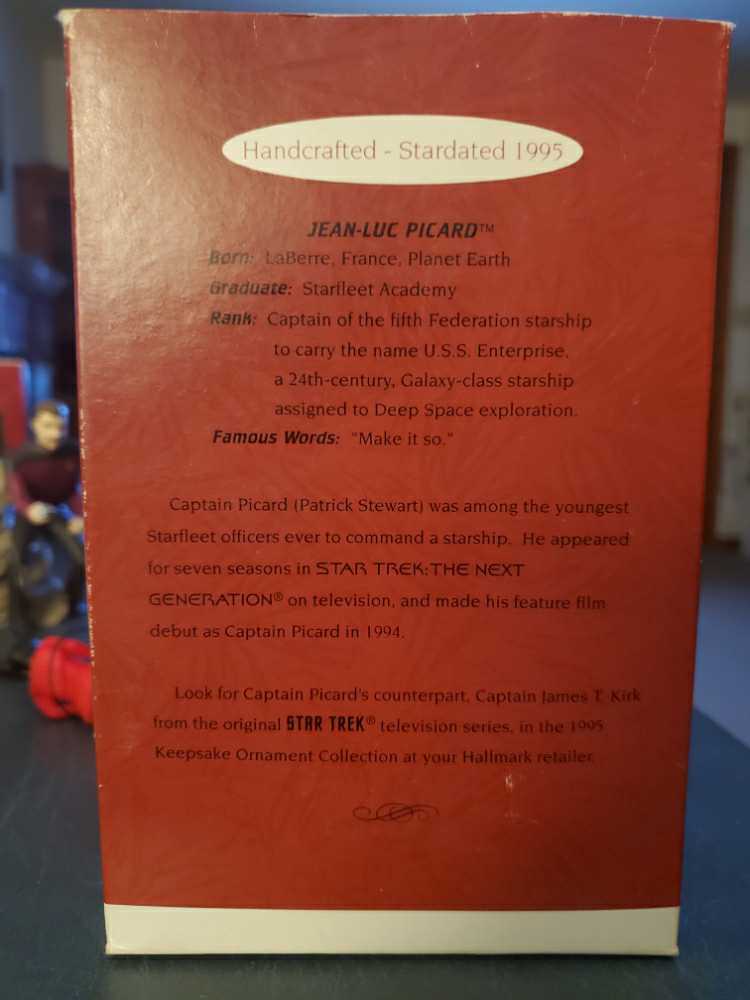 Handcrafted - Stardated 1995
JEAN-LUC PICARD™
Born: LaBerre, France, Planet Earth
Graduate: Starfleet Academy
Rank: Captain of the fifth Federation starship
to carry the name U.S.S. Enterprise,
a 24th-century, Galaxy-class starship
assigned to Deep Space exploration.
Famous Words: "Make it so."
Captain Picard (Patrick Stewart) was among the youngest
Starfleet officers ever to command a starship. He appeared
for seven seasons in STAR TREK: THE NEXT
GENERATION® on television, and made his feature film
debut as Captain Picard in 1994.
Look for Captain Picard's counterpart, Captain James T. Kirk
from the original STAR TREK® television series, in the 1995
Keepsake Ornament Collection at your Hallmark retailer.